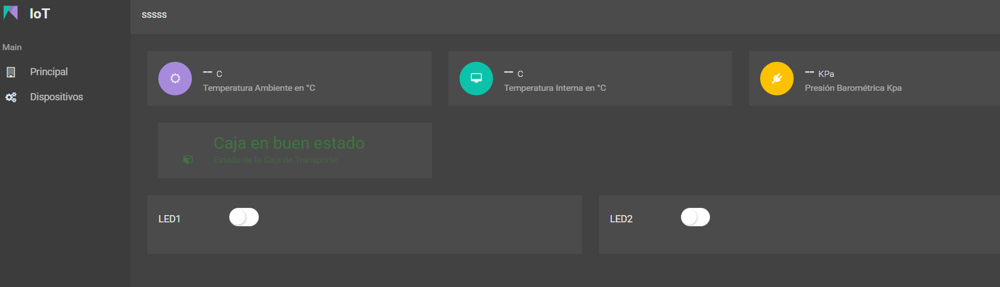 IoT
sssss
Main
Principal
Dispositivos
-- C
Temperatura Ambiente en °C
-- C
Temperatura Interna en °C
-- KPa
Presión Barométrica Kpa
Caja en buen estado
Estado de la Caja de Transporte
LED1
LED2